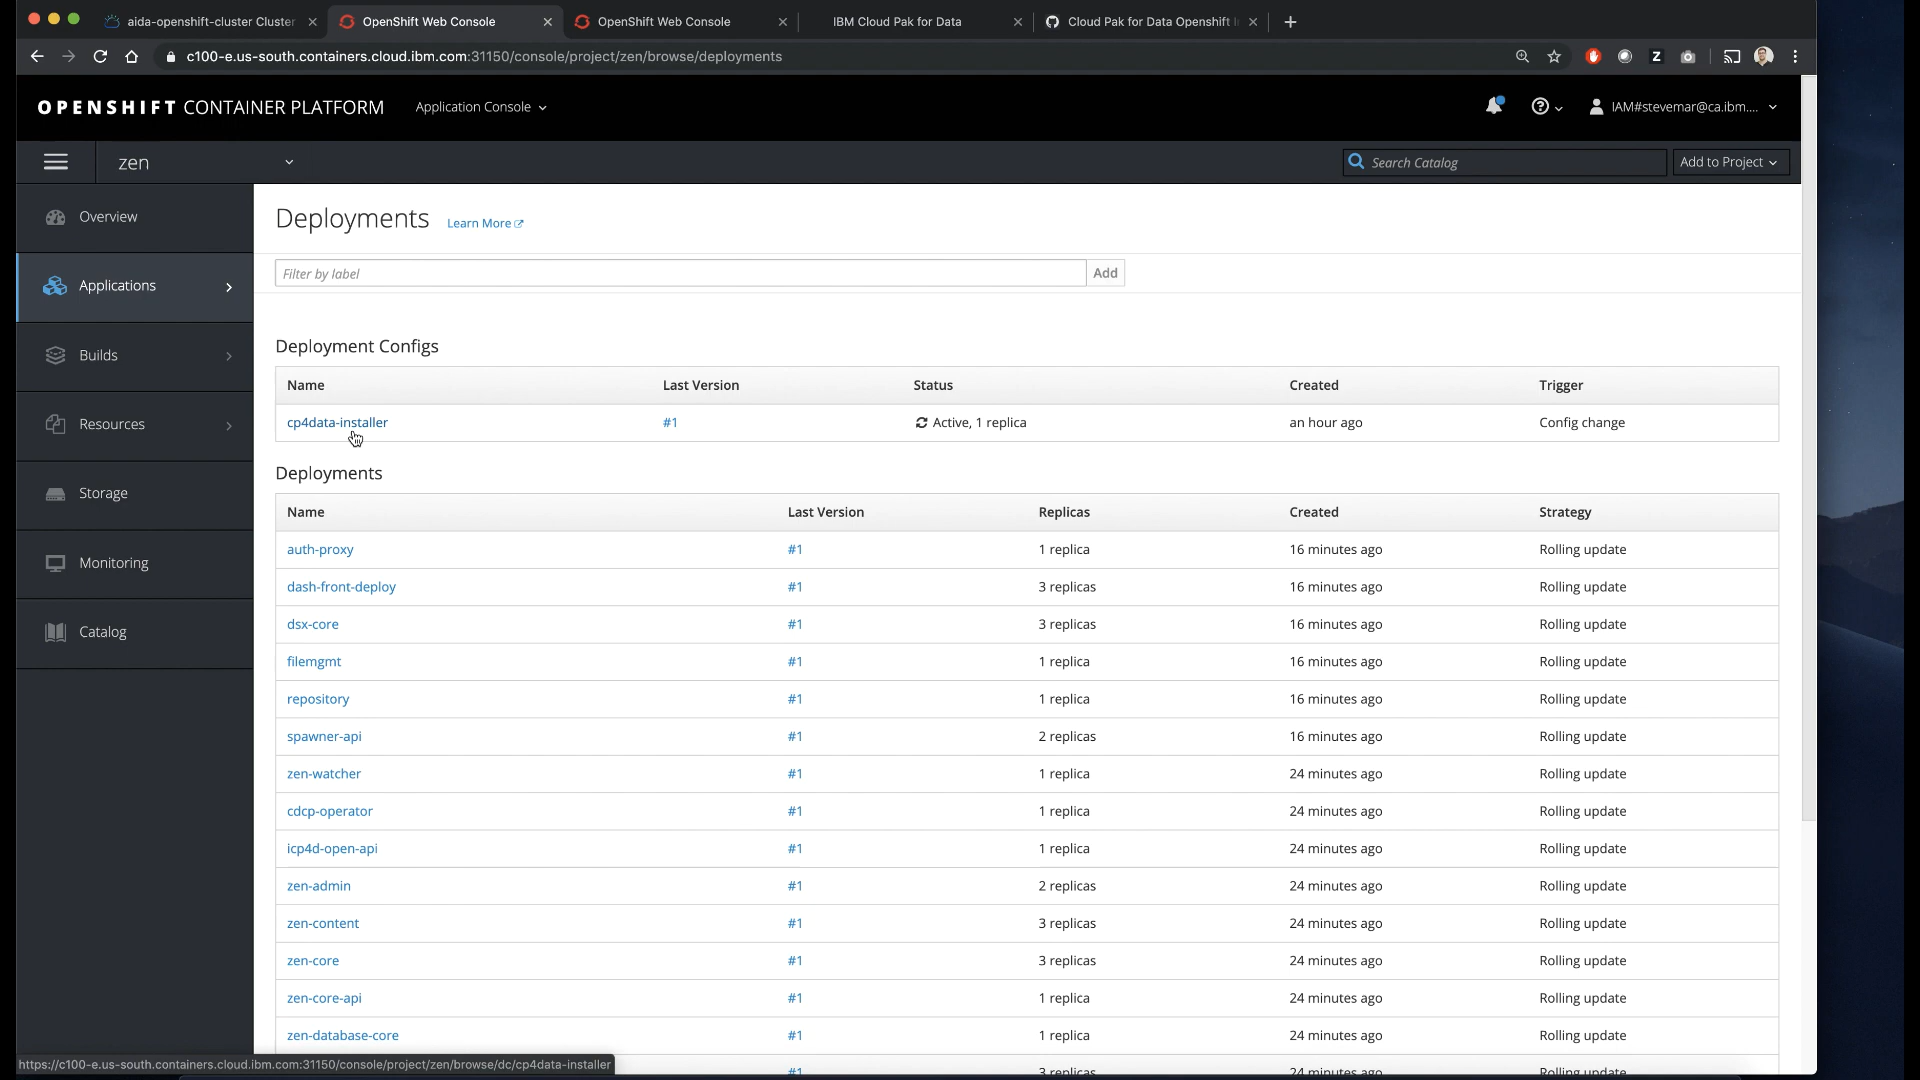 aida-openshift-cluster Cluster
OpenShift Web Console
OpenShift Web Console
IBM Cloud Pak for Data
Cloud Pak for Data Openshift I
c100-e.us-south.containers.cloud.ibm.com:31150/console/project/zen/browse/deployments
Z
OPENSHIFT CONTAINER PLATFORM
Application Console
IAM#stevemar@ca.ibm....
zen
Search Catalog
Add to Project
Overview
Applications
Builds
Resources
Storage
Monitoring
Catalog
Deployments Learn More
Filter by label
Add
Deployment Configs
Name Last Version Status Created Trigger
cp4data-installer #1 Active, 1 replica an hour ago Config change
Deployments
Name Last Version Replicas Created Strategy
auth-proxy #1 1 replica 16 minutes ago Rolling update
dash-front-deploy #1 3 replicas 16 minutes ago Rolling update
dsx-core #1 3 replicas 16 minutes ago Rolling update
filemgmt #1 1 replica 16 minutes ago Rolling update
repository #1 1 replica 16 minutes ago Rolling update
spawner-api #1 2 replicas 16 minutes ago Rolling update
zen-watcher #1 1 replica 24 minutes ago Rolling update
cdcp-operator #1 1 replica 24 minutes ago Rolling update
icp4d-open-api #1 1 replica 24 minutes ago Rolling update
zen-admin #1 2 replicas 24 minutes ago Rolling update
zen-content #1 3 replicas 24 minutes ago Rolling update
zen-core #1 3 replicas 24 minutes ago Rolling update
zen-core-api #1 1 replica 24 minutes ago Rolling update
zen-database-core #1 1 replica 24 minutes ago Rolling update
#1 3 replicas 24 minutes ago Rolling update
https://c100-e.us-south.containers.cloud.ibm.com:31150/console/project/zen/browse/dc/cp4data-installer